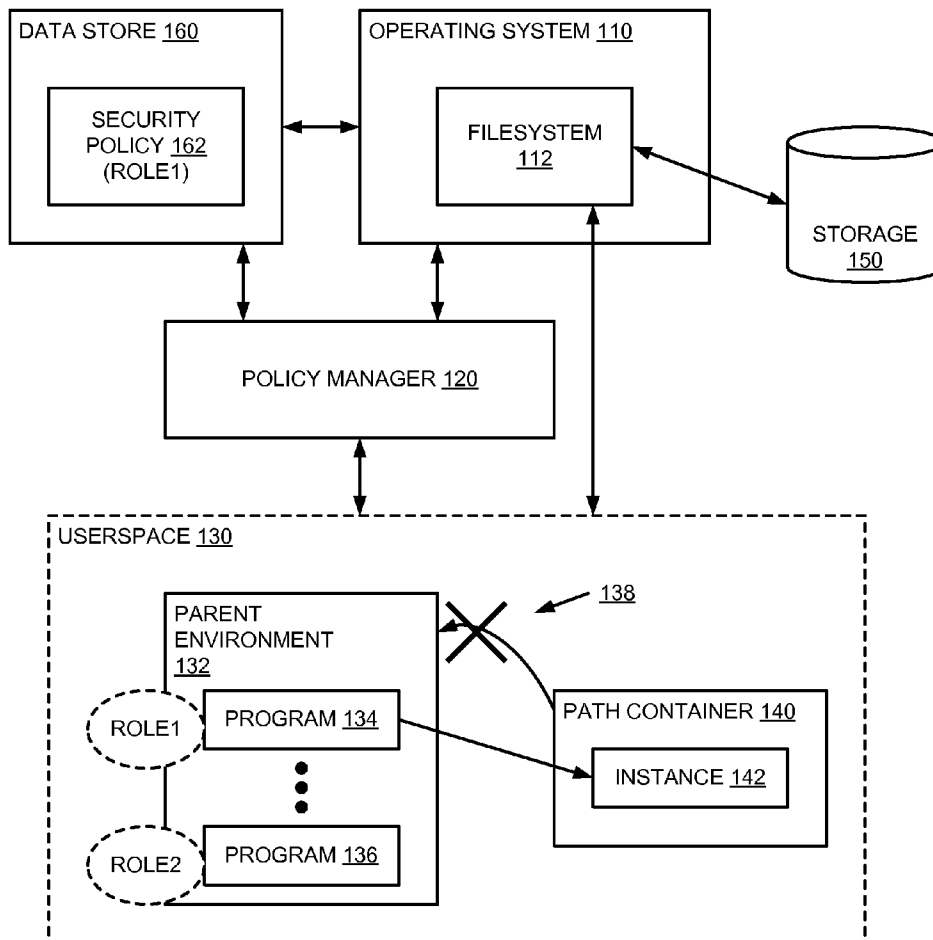 DATA STORE 160
SECURITY
POLICY 162
(ROLE1)
OPERATING SYSTEM 110
FILESYSTEM
112
STORAGE
150
POLICY MANAGER 120
USERSPACE 130
138
PARENT
ENVIRONMENT
132
ROLE1
PROGRAM 134
PATH CONTAINER 140
INSTANCE 142
ROLE2
PROGRAM 136